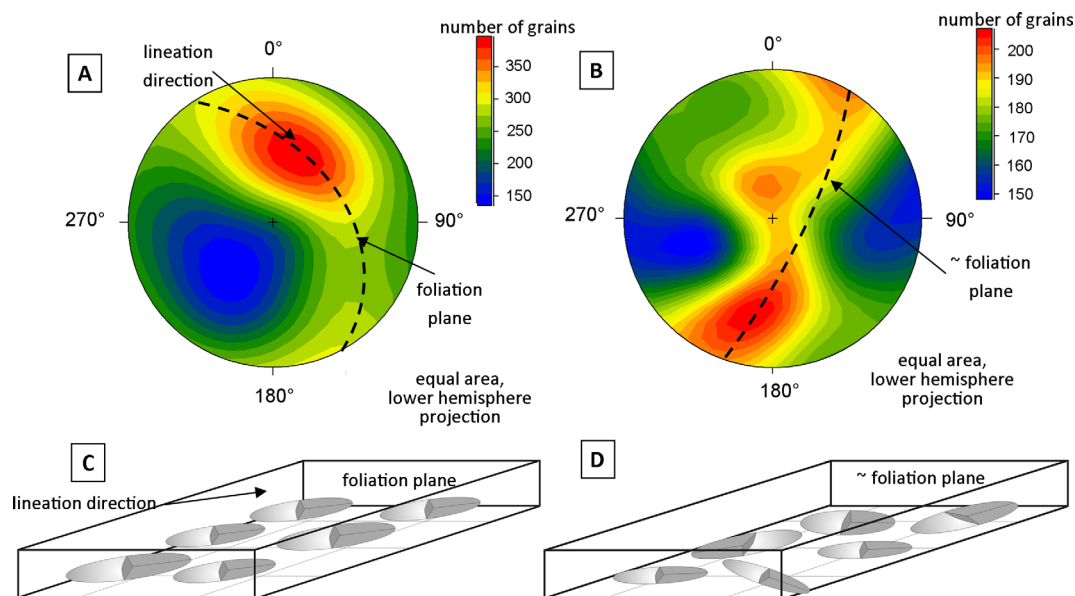 number of grains
0°
lineation
direction
A
350
300
250
200
150
270°
90°
foliation
plane
180°
equal area,
lower hemisphere
projection
number of grains
0°
B
200
190
180
170
160
150
270°
90°
~ foliation
plane
180°
equal area,
lower hemisphere
projection
C
foliation plane
lineation direction
D
~ foliation plane